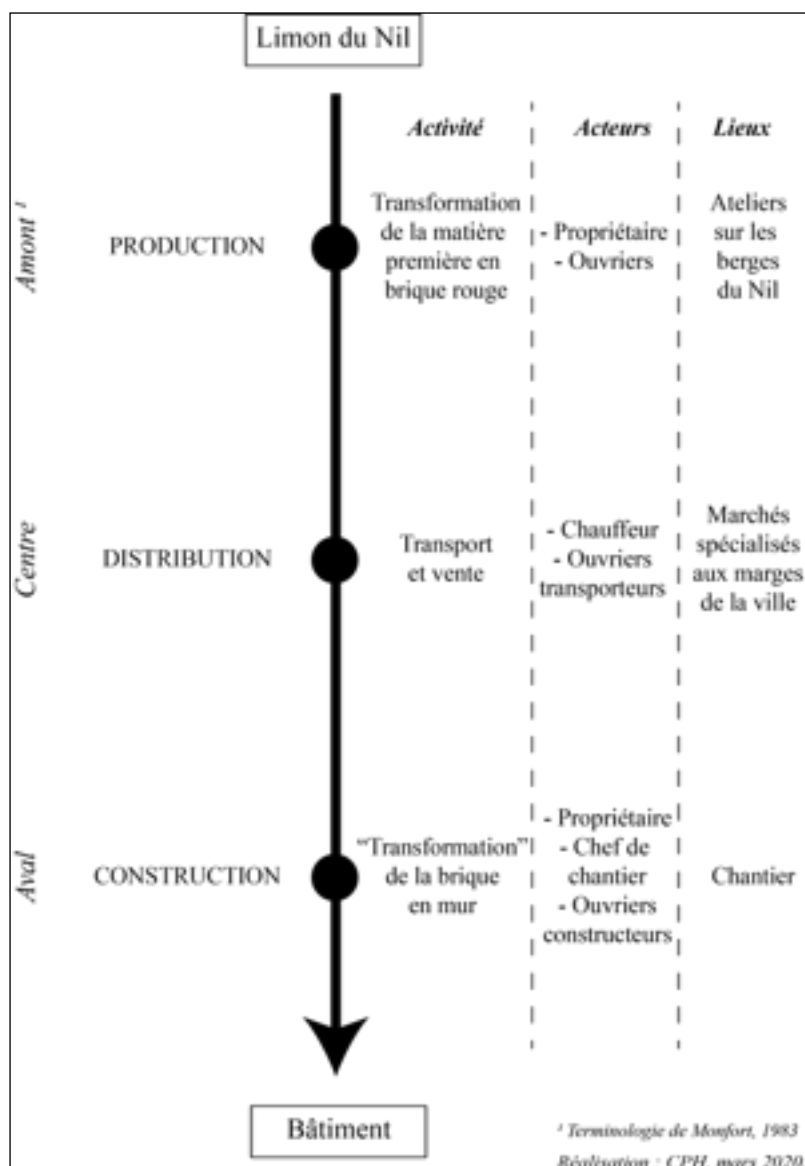 Limon du Nil
Activité
Acteurs
Lieux
Amont ¹
PRODUCTION
Transformation
de la matière
première en
brique rouge
- Propriétaire
- Ouvriers
Ateliers
sur les
berges
du Nil
Centre
DISTRIBUTION
Transport
et vente
- Chauffeur
- Ouvriers
transporteurs
Marchés
spécialisés
aux marges
de la ville
Aval
CONSTRUCTION
“Transformation”
de la brique
en mur
- Propriétaire
- Chef de
chantier
- Ouvriers
constructeurs
Chantier
Bâtiment
¹ Terminologie de Monfort, 1983
Réalisation : CPH, mars 2020